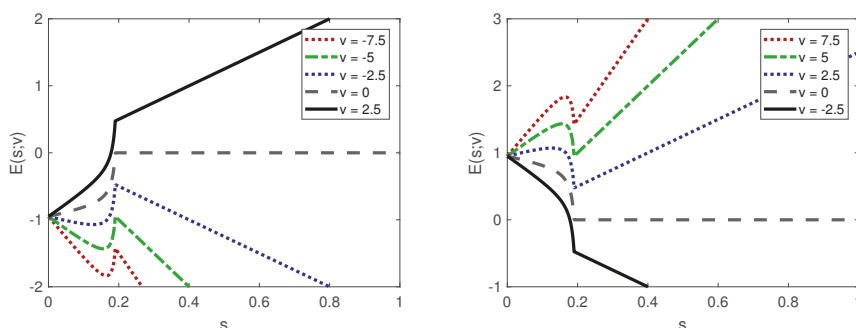 2
1
0
-1
-2
E(s;v)
0
0.2
0.4
0.6
0.8
1
s
v = -7.5
v = -5
v = -2.5
v = 0
v = 2.5
3
2
1
0
-1
E(s;v)
0
0.2
0.4
0.6
0.8
1
s
v = 7.5
v = 5
v = 2.5
v = 0
v = -2.5